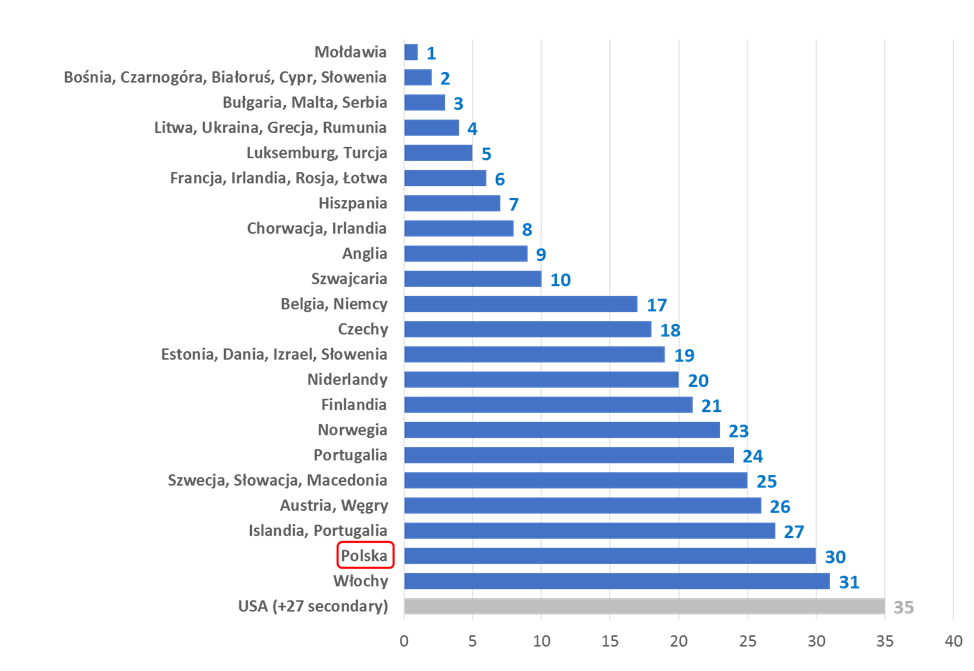 Mołdawia 1
Bośnia, Czarnogóra, Białoruś, Cypr, Słowenia 2
Bułgaria, Malta, Serbia 3
Litwa, Ukraina, Grecja, Rumunia 4
Luksemburg, Turcja 5
Francja, Irlandia, Rosja, Łotwa 6
Hiszpania 7
Chorwacja, Irlandia 8
Anglia 9
Szwajcaria 10
Belgia, Niemcy 17
Czechy 18
Estonia, Dania, Izrael, Słowenia 19
Niderlandy 20
Finlandia 21
Norwegia 23
Portugalia 24
Szwecja, Słowacja, Macedonia 25
Austria, Węgry 26
Islandia, Portugalia 27
Polska 30
Włochy 31
USA (+27 secondary) 35
0 5 10 15 20 25 30 35 40